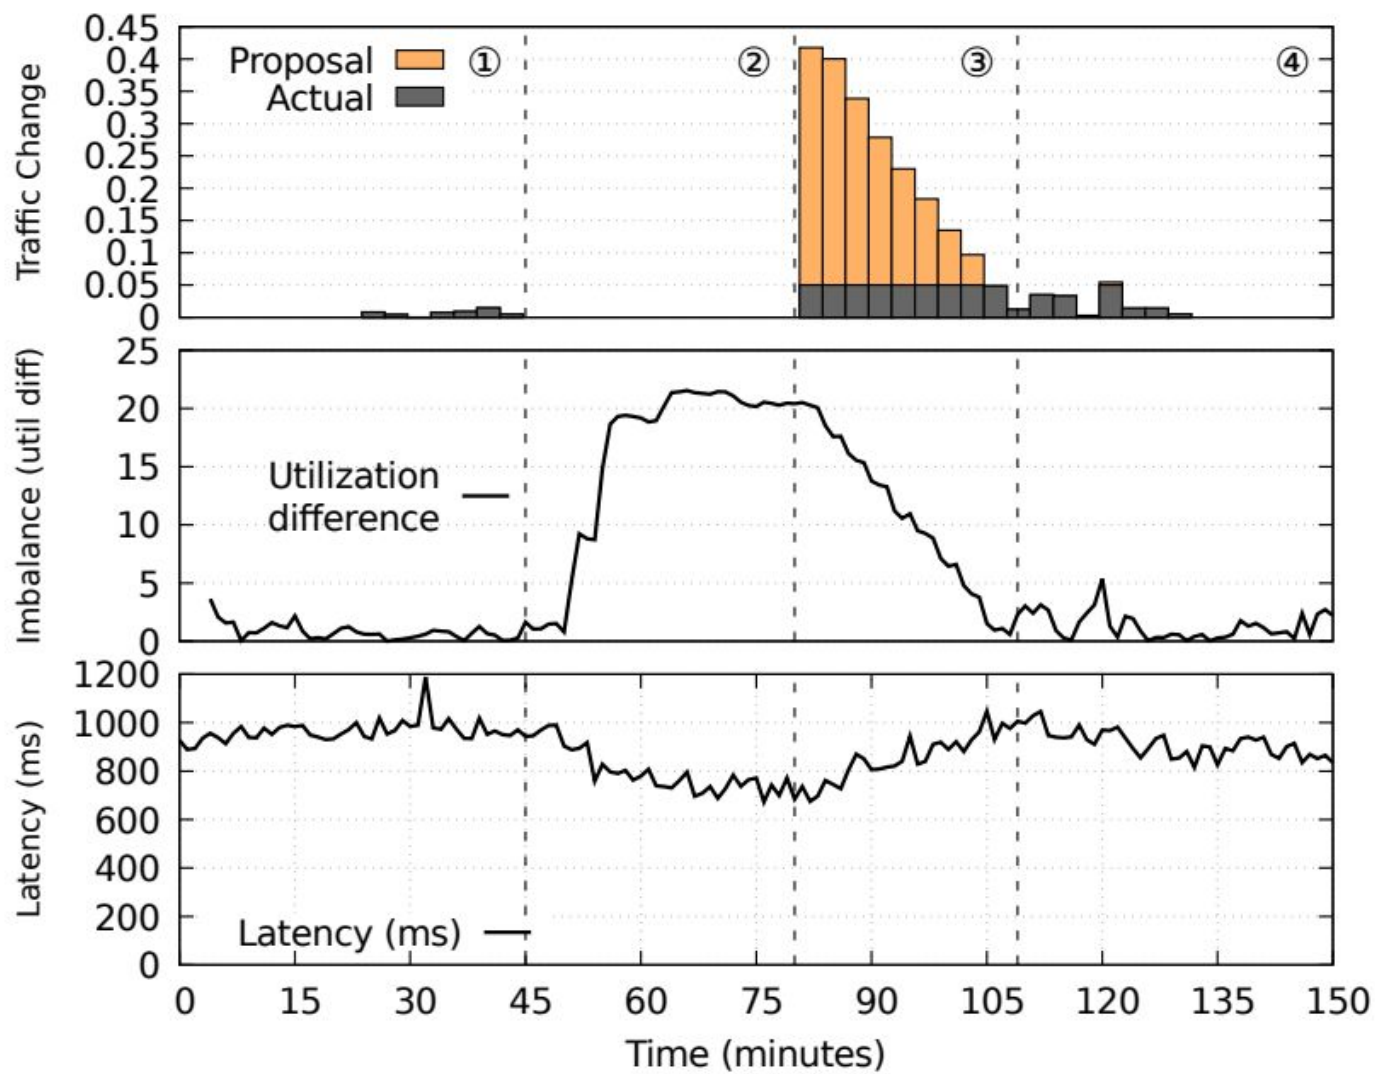 Traffic Change
0.45
0.4
0.35
0.3
0.25
0.2
0.15
0.1
0.05
0
Proposal
Actual
① ② ③ ④
Imbalance (util diff)
25
20
15
10
5
0
Utilization
difference
Latency (ms)
1200
1000
800
600
400
200
0
Latency (ms)
0 15 30 45 60 75 90 105 120 135 150
Time (minutes)